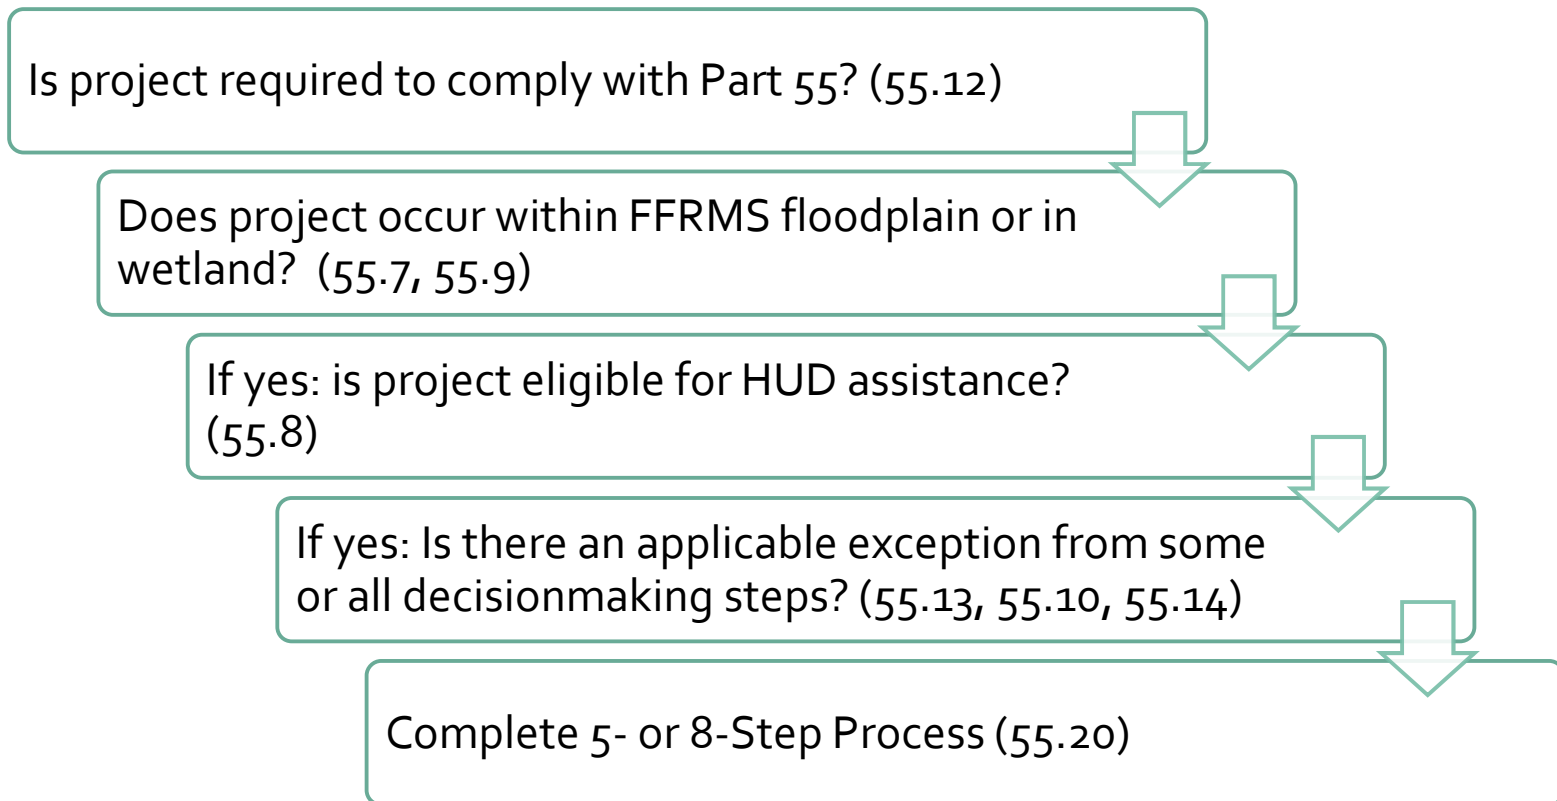 Is project required to comply with Part 55? (55.12)
Does project occur within FFRMS floodplain or in
wetland?  (55.7, 55.9)
If yes: is project eligible for HUD assistance?
(55.8)
If yes: Is there an applicable exception from some
or all decisionmaking steps? (55.13, 55.10, 55.14)
Complete 5- or 8-Step Process (55.20)